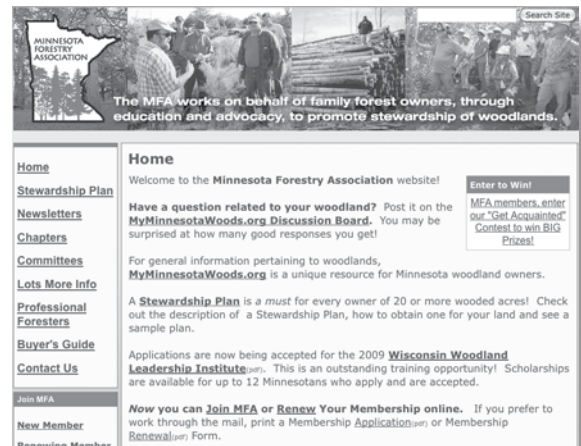 Search Site
MINNESOTA
FORESTRY
ASSOCIATION
The MFA works on behalf of family forest owners, through
education and advocacy, to promote stewardship of woodlands.
Home
Stewardship Plan
Newsletters
Chapters
Committees
Lots More Info
Professional
Foresters
Buyer's Guide
Contact Us
Join MFA
New Member
Renewing Member
Home
Welcome to the Minnesota Forestry Association website!
Have a question related to your woodland? Post it on the
MyMinnesotaWoods.org Discussion Board. You may be
surprised at how many good responses you get!
For general information pertaining to woodlands,
MyMinnesotaWoods.org is a unique resource for Minnesota woodland owners.
A Stewardship Plan is a must for every owner of 20 or more wooded acres! Check
out the description of a Stewardship Plan, how to obtain one for your land and see a
sample plan.
Applications are now being accepted for the 2009 Wisconsin Woodland
Leadership Institute(pdf). This is an outstanding training opportunity! Scholarships
are available for up to 12 Minnesotans who apply and are accepted.
Now you can Join MFA or Renew Your Membership online. If you prefer to
work through the mail, print a Membership Application(pdf) or Membership
Renewal(pdf) Form.
Enter to Win!
MFA members, enter
our "Get Acquainted"
Contest to win BIG
Prizes!